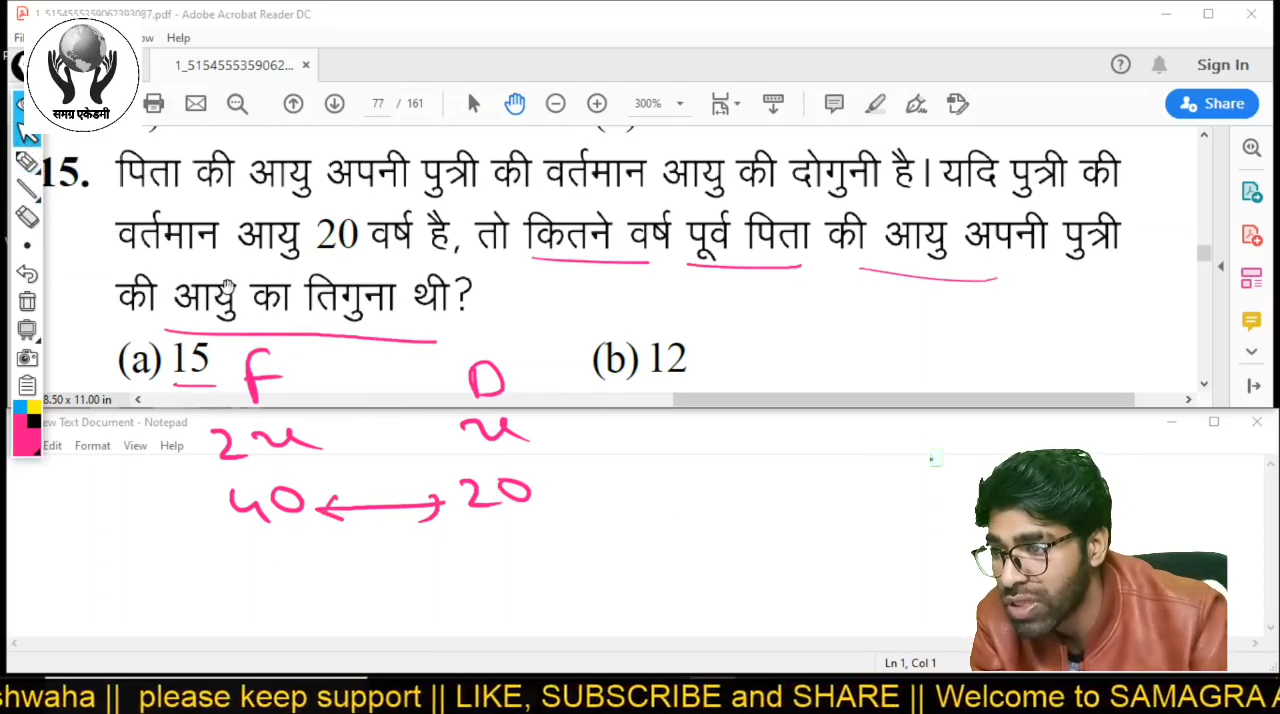 1_5154555359062393087.pdf - Adobe Acrobat Reader DC
Help
समग्र एकेडमी
1_5154555359062...
Sign In
77 / 161
300%
Share
15. पिता की आयु अपनी पुत्री की वर्तमान आयु की दोगुनी है। यदि पुत्री की
वर्तमान आयु 20 वर्ष है, तो कितने वर्ष पूर्व पिता की आयु अपनी पुत्री
की आयु का तिगुना थी?
(a) 15
(b) 12
F D
8.50 x 11.00 in
ew Text Document - Notepad
2x x
Edit Format View Help
40 20
Ln 1, Col 1
shwaha || please keep support || LIKE, SUBSCRIBE and SHARE || Welcome to SAMAGRA A